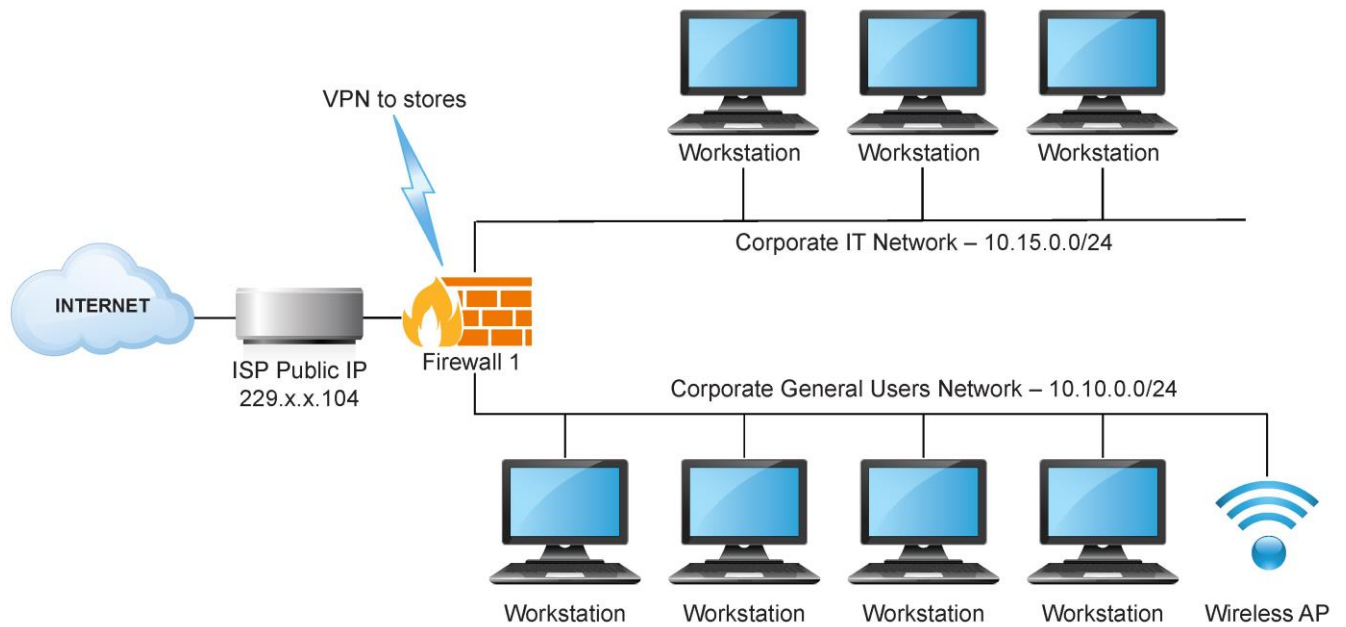 VPN to stores
Workstation
Workstation
Workstation
Corporate IT Network – 10.15.0.0/24
INTERNET
ISP Public IP
229.x.x.104
Firewall 1
Corporate General Users Network – 10.10.0.0/24
Workstation
Workstation
Workstation
Workstation
Wireless AP